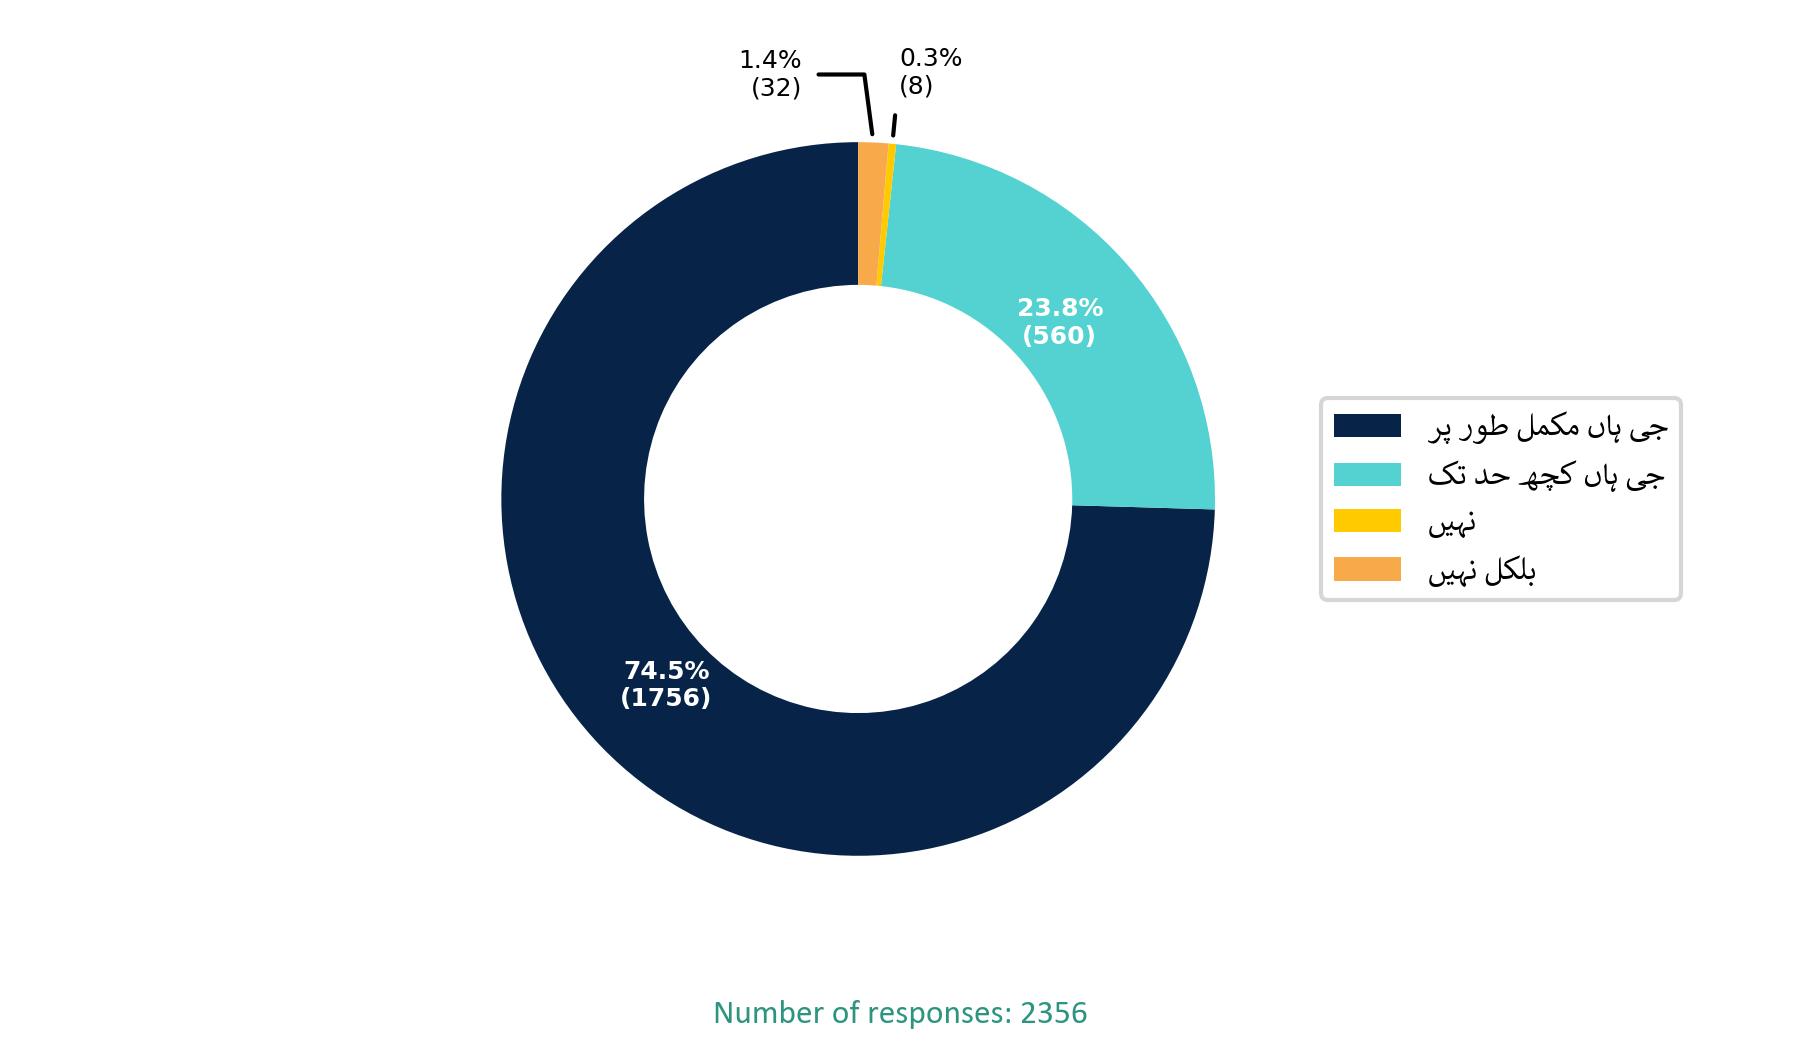 1.4%
(32)
0.3%
(8)
23.8%
(560)
74.5%
(1756)
جی ہاں مکمل طور پر
جی ہاں کچھ حد تک
نہیں
بلکل نہیں
Number of responses: 2356